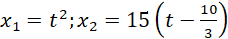 x₁ = t²; x₂ = 15 (t − 10/3)